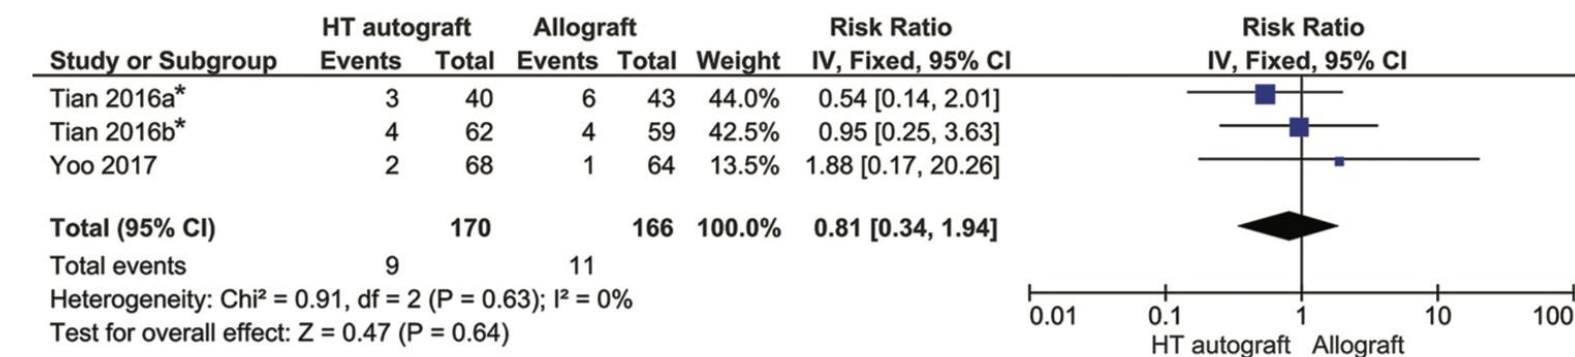 HT autograft Allograft Risk Ratio Risk Ratio
Study or Subgroup Events Total Events Total Weight IV, Fixed, 95% CI IV, Fixed, 95% CI
Tian 2016a* 3 40 6 43 44.0% 0.54 [0.14, 2.01]
Tian 2016b* 4 62 4 59 42.5% 0.95 [0.25, 3.63]
Yoo 2017 2 68 1 64 13.5% 1.88 [0.17, 20.26]
Total (95% CI) 170 166 100.0% 0.81 [0.34, 1.94]
Total events 9 11
Heterogeneity: Chi² = 0.91, df = 2 (P = 0.63); I² = 0%
Test for overall effect: Z = 0.47 (P = 0.64)
0.01 0.1 1 10 100
HT autograft Allograft